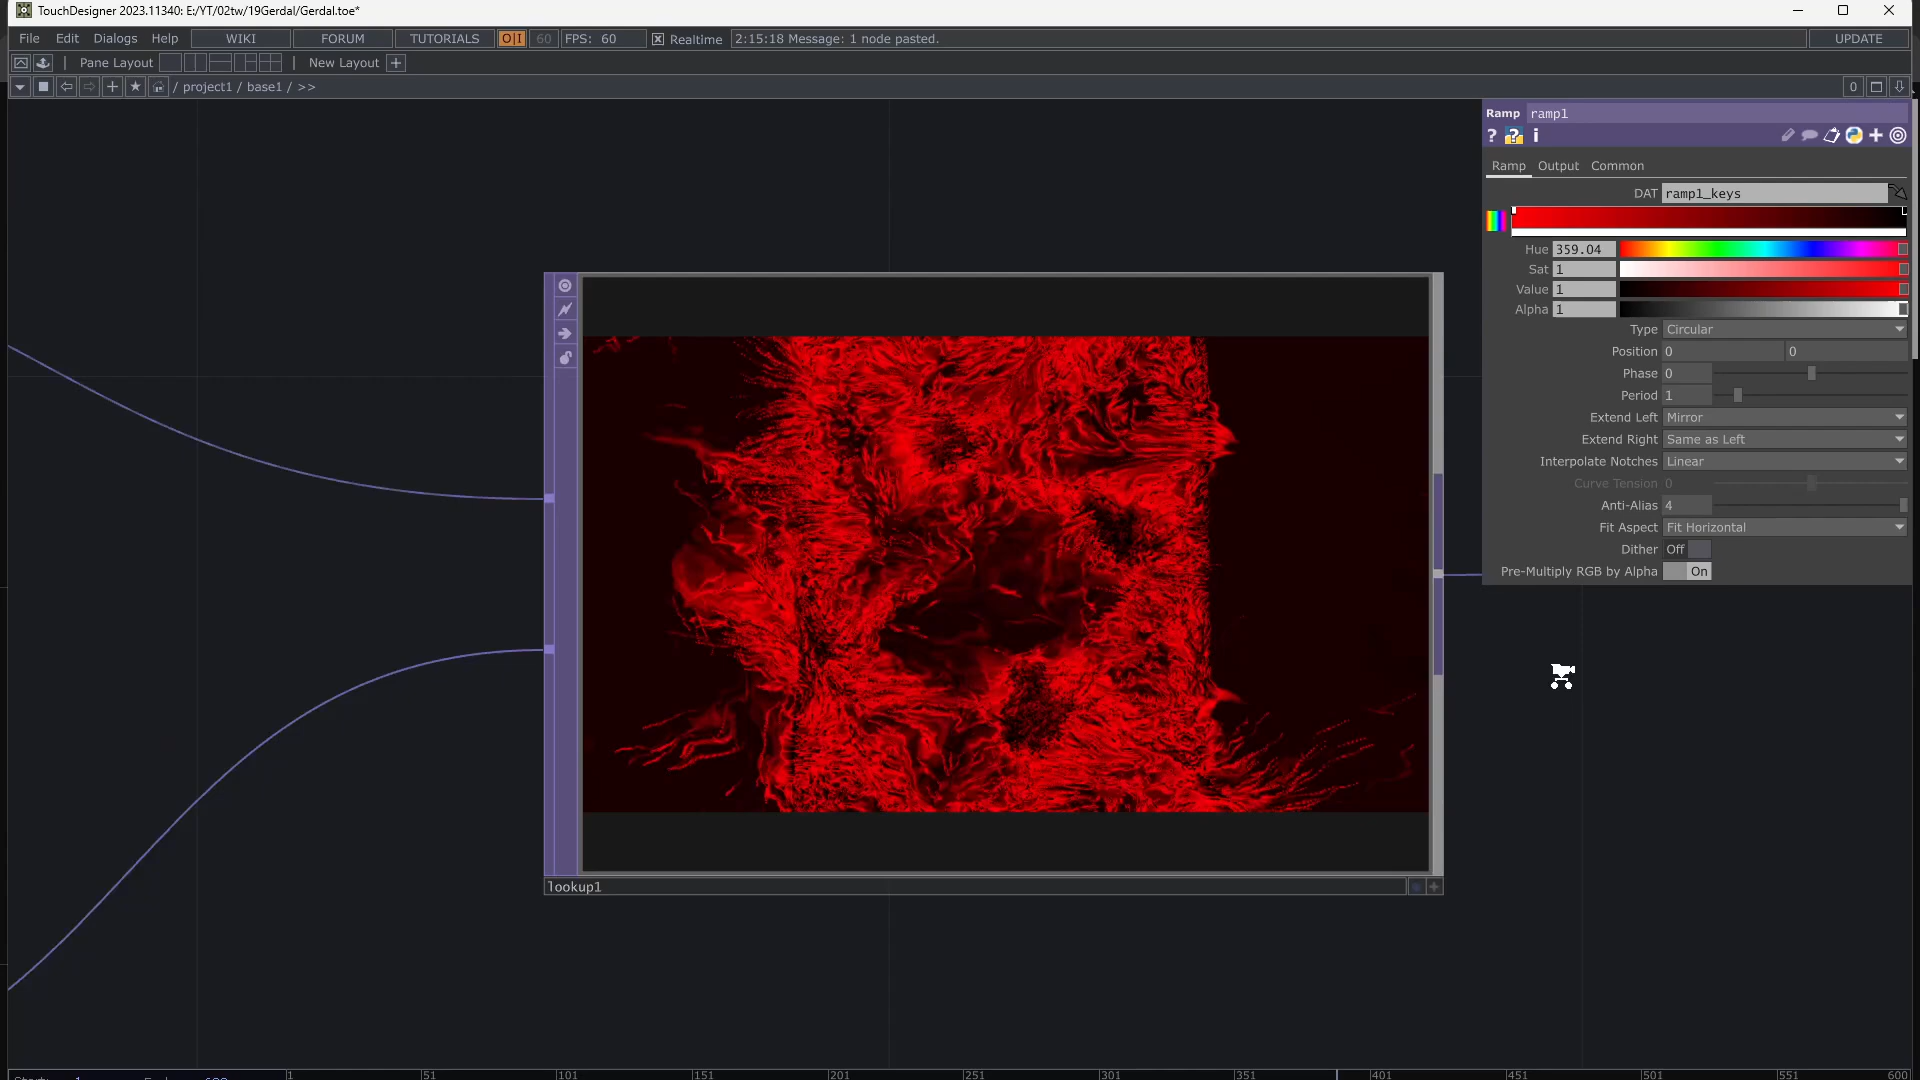 TouchDesigner 2023.11340: E:/YT/02tw/19Gerdal/Gerdal.toe*
File Edit Dialogs Help WIKI FORUM TUTORIALS O|I 60 FPS: 60 Realtime 2:15:18 Message: 1 node pasted. UPDATE
Pane Layout New Layout +
/ project1 / base1 / >> 0
Ramp ramp1
? ? i
Ramp Output Common
DAT ramp1_keys
Hue 359.04
Sat 1
Value 1
Alpha 1
Type Circular
Position 0 0
Phase 0
Period 1
Extend Left Mirror
Extend Right Same as Left
Interpolate Notches Linear
Curve Tension 0
Anti-Alias 4
Fit Aspect Fit Horizontal
Dither Off
Pre-Multiply RGB by Alpha On
lookup1
1 51 101 151 201 251 301 351 401 451 501 551 600